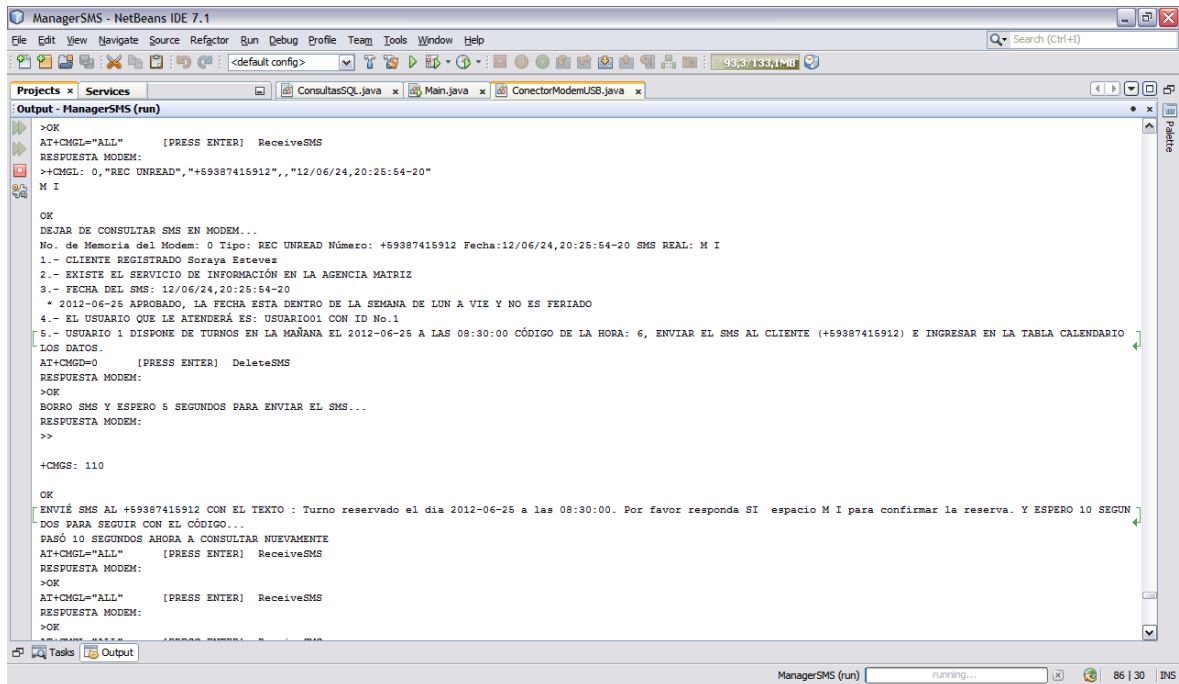 ManagerSMS - NetBeans IDE 7.1
File Edit View Navigate Source Refactor Run Debug Profile Team Tools Window Help
Search (Ctrl+I)
<default config>
93,3/133,1MB
Projects Services ConsultasSQL.java Main.java ConectorModemUSB.java
Output - ManagerSMS (run)
Palette
>OK
AT+CMGL="ALL" [PRESS ENTER] ReceiveSMS
RESPUESTA MODEM:
>+CMGL: 0,"REC UNREAD","+59387415912",,"12/06/24,20:25:54-20"
M I
OK
DEJAR DE CONSULTAR SMS EN MODEM...
No. de Memoria del Modem: 0 Tipo: REC UNREAD Número: +59387415912 Fecha:12/06/24,20:25:54-20 SMS REAL: M I
1.- CLIENTE REGISTRADO Soraya Estevez
2.- EXISTE EL SERVICIO DE INFORMACIÓN EN LA AGENCIA MATRIZ
3.- FECHA DEL SMS: 12/06/24,20:25:54-20
* 2012-06-25 APROBADO, LA FECHA ESTA DENTRO DE LA SEMANA DE LUN A VIE Y NO ES FERIADO
4.- EL USUARIO QUE LE ATENDERÁ ES: USUARIO01 CON ID No.1
5.- USUARIO 1 DISPONE DE TURNOS EN LA MAÑANA EL 2012-06-25 A LAS 08:30:00 CÓDIGO DE LA HORA: 6, ENVIAR EL SMS AL CLIENTE (+59387415912) E INGRESAR EN LA TABLA CALENDARIO
LOS DATOS.
AT+CMGD=0 [PRESS ENTER] DeleteSMS
RESPUESTA MODEM:
>OK
BORRO SMS Y ESPERO 5 SEGUNDOS PARA ENVIAR EL SMS...
RESPUESTA MODEM:
>>
+CMGS: 110
OK
ENVIÉ SMS AL +59387415912 CON EL TEXTO : Turno reservado el dia 2012-06-25 a las 08:30:00. Por favor responda SI  espacio M I para confirmar la reserva. Y ESPERO 10 SEGUN
DOS PARA SEGUIR CON EL CÓDIGO...
PASÓ 10 SEGUNDOS AHORA A CONSULTAR NUEVAMENTE
AT+CMGL="ALL" [PRESS ENTER] ReceiveSMS
RESPUESTA MODEM:
>OK
AT+CMGL="ALL" [PRESS ENTER] ReceiveSMS
RESPUESTA MODEM:
>OK
Tasks Output
ManagerSMS (run) running... 86 | 30 INS